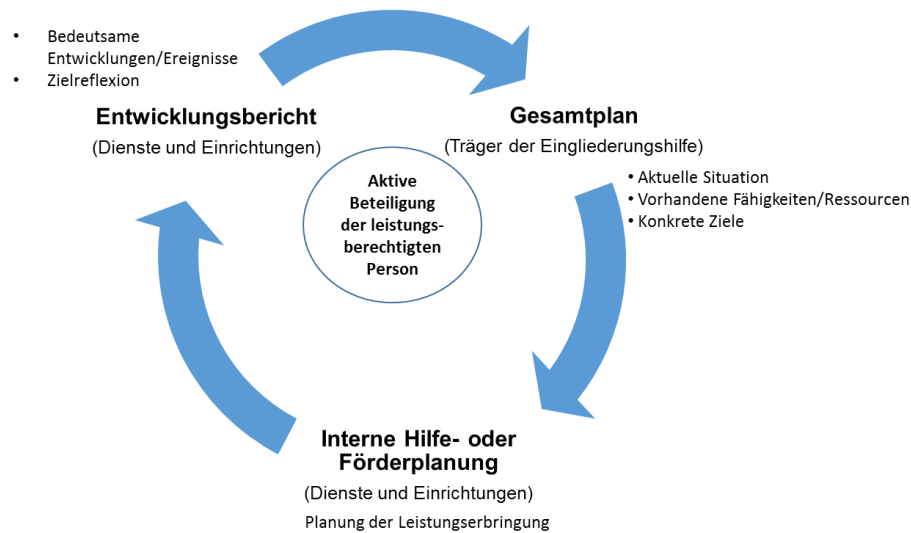 • Bedeutsame
Entwicklungen/Ereignisse
• Zielreflexion
Entwicklungsbericht
(Dienste und Einrichtungen)
Gesamtplan
(Träger der Eingliederungshilfe)
• Aktuelle Situation
• Vorhandene Fähigkeiten/Ressourcen
• Konkrete Ziele
Aktive
Beteiligung
der leistungs-
berechtigten
Person
Interne Hilfe- oder
Förderplanung
(Dienste und Einrichtungen)
Planung der Leistungserbringung